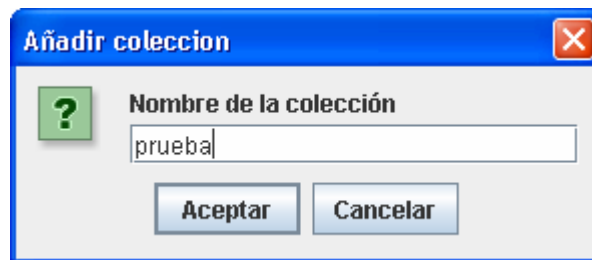 Añadir coleccion
?
Nombre de la colección
prueba
Aceptar Cancelar